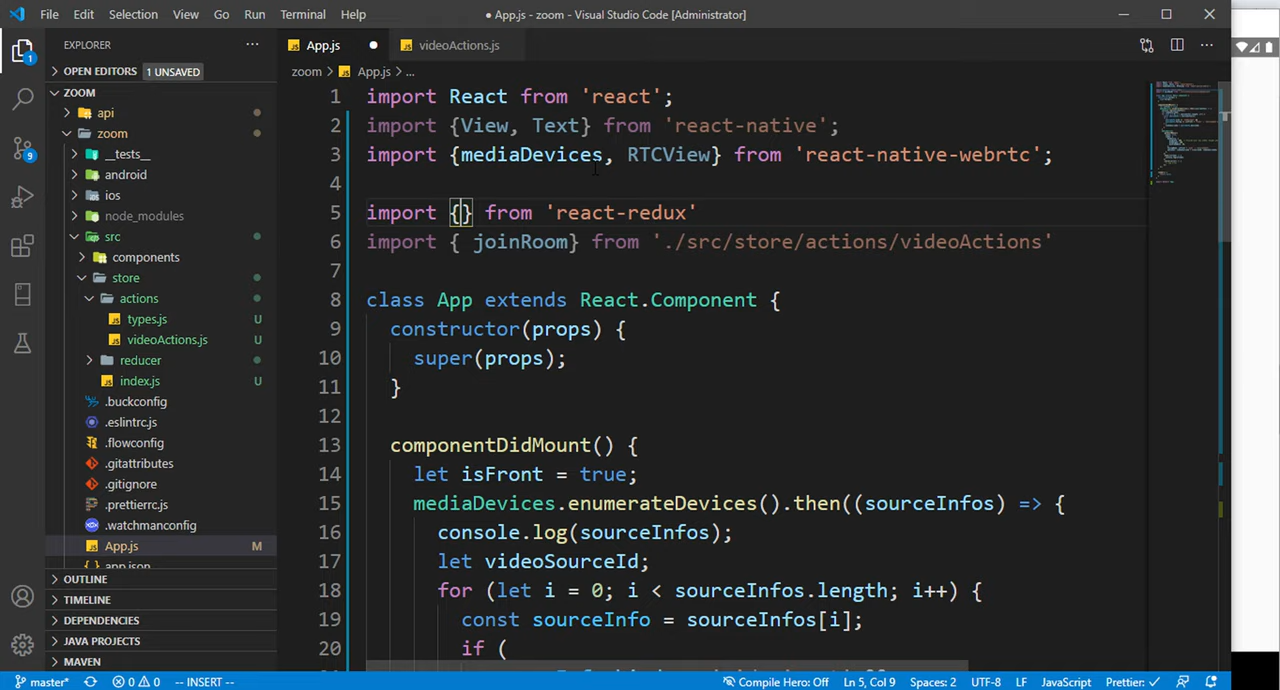 File Edit Selection View Go Run Terminal Help ● App.js - zoom - Visual Studio Code [Administrator]
EXPLORER ...
App.js ●
videoActions.js
OPEN EDITORS 1 UNSAVED
zoom > App.js > ...
ZOOM
api
zoom
__tests__
android
ios
node_modules
src
components
store
actions
types.js U
videoActions.js U
reducer
index.js U
.buckconfig
.eslintrc.js
.flowconfig
.gitattributes
.gitignore
.prettierrc.js
.watchmanconfig
App.js M
app.json
OUTLINE
TIMELINE
DEPENDENCIES
JAVA PROJECTS
MAVEN
1 import React from 'react';
2 import {View, Text} from 'react-native';
3 import {mediaDevices, RTCView} from 'react-native-webrtc';
4
5 import {} from 'react-redux'
6 import { joinRoom} from './src/store/actions/videoActions'
7
8 class App extends React.Component {
9 constructor(props) {
10 super(props);
11 }
12
13 componentDidMount() {
14 let isFront = true;
15 mediaDevices.enumerateDevices().then((sourceInfos) => {
16 console.log(sourceInfos);
17 let videoSourceId;
18 for (let i = 0; i < sourceInfos.length; i++) {
19 const sourceInfo = sourceInfos[i];
20 if (
1
9
master* 0 0 -- INSERT -- Compile Hero: Off Ln 5, Col 9 Spaces: 2 UTF-8 LF JavaScript Prettier: ✓